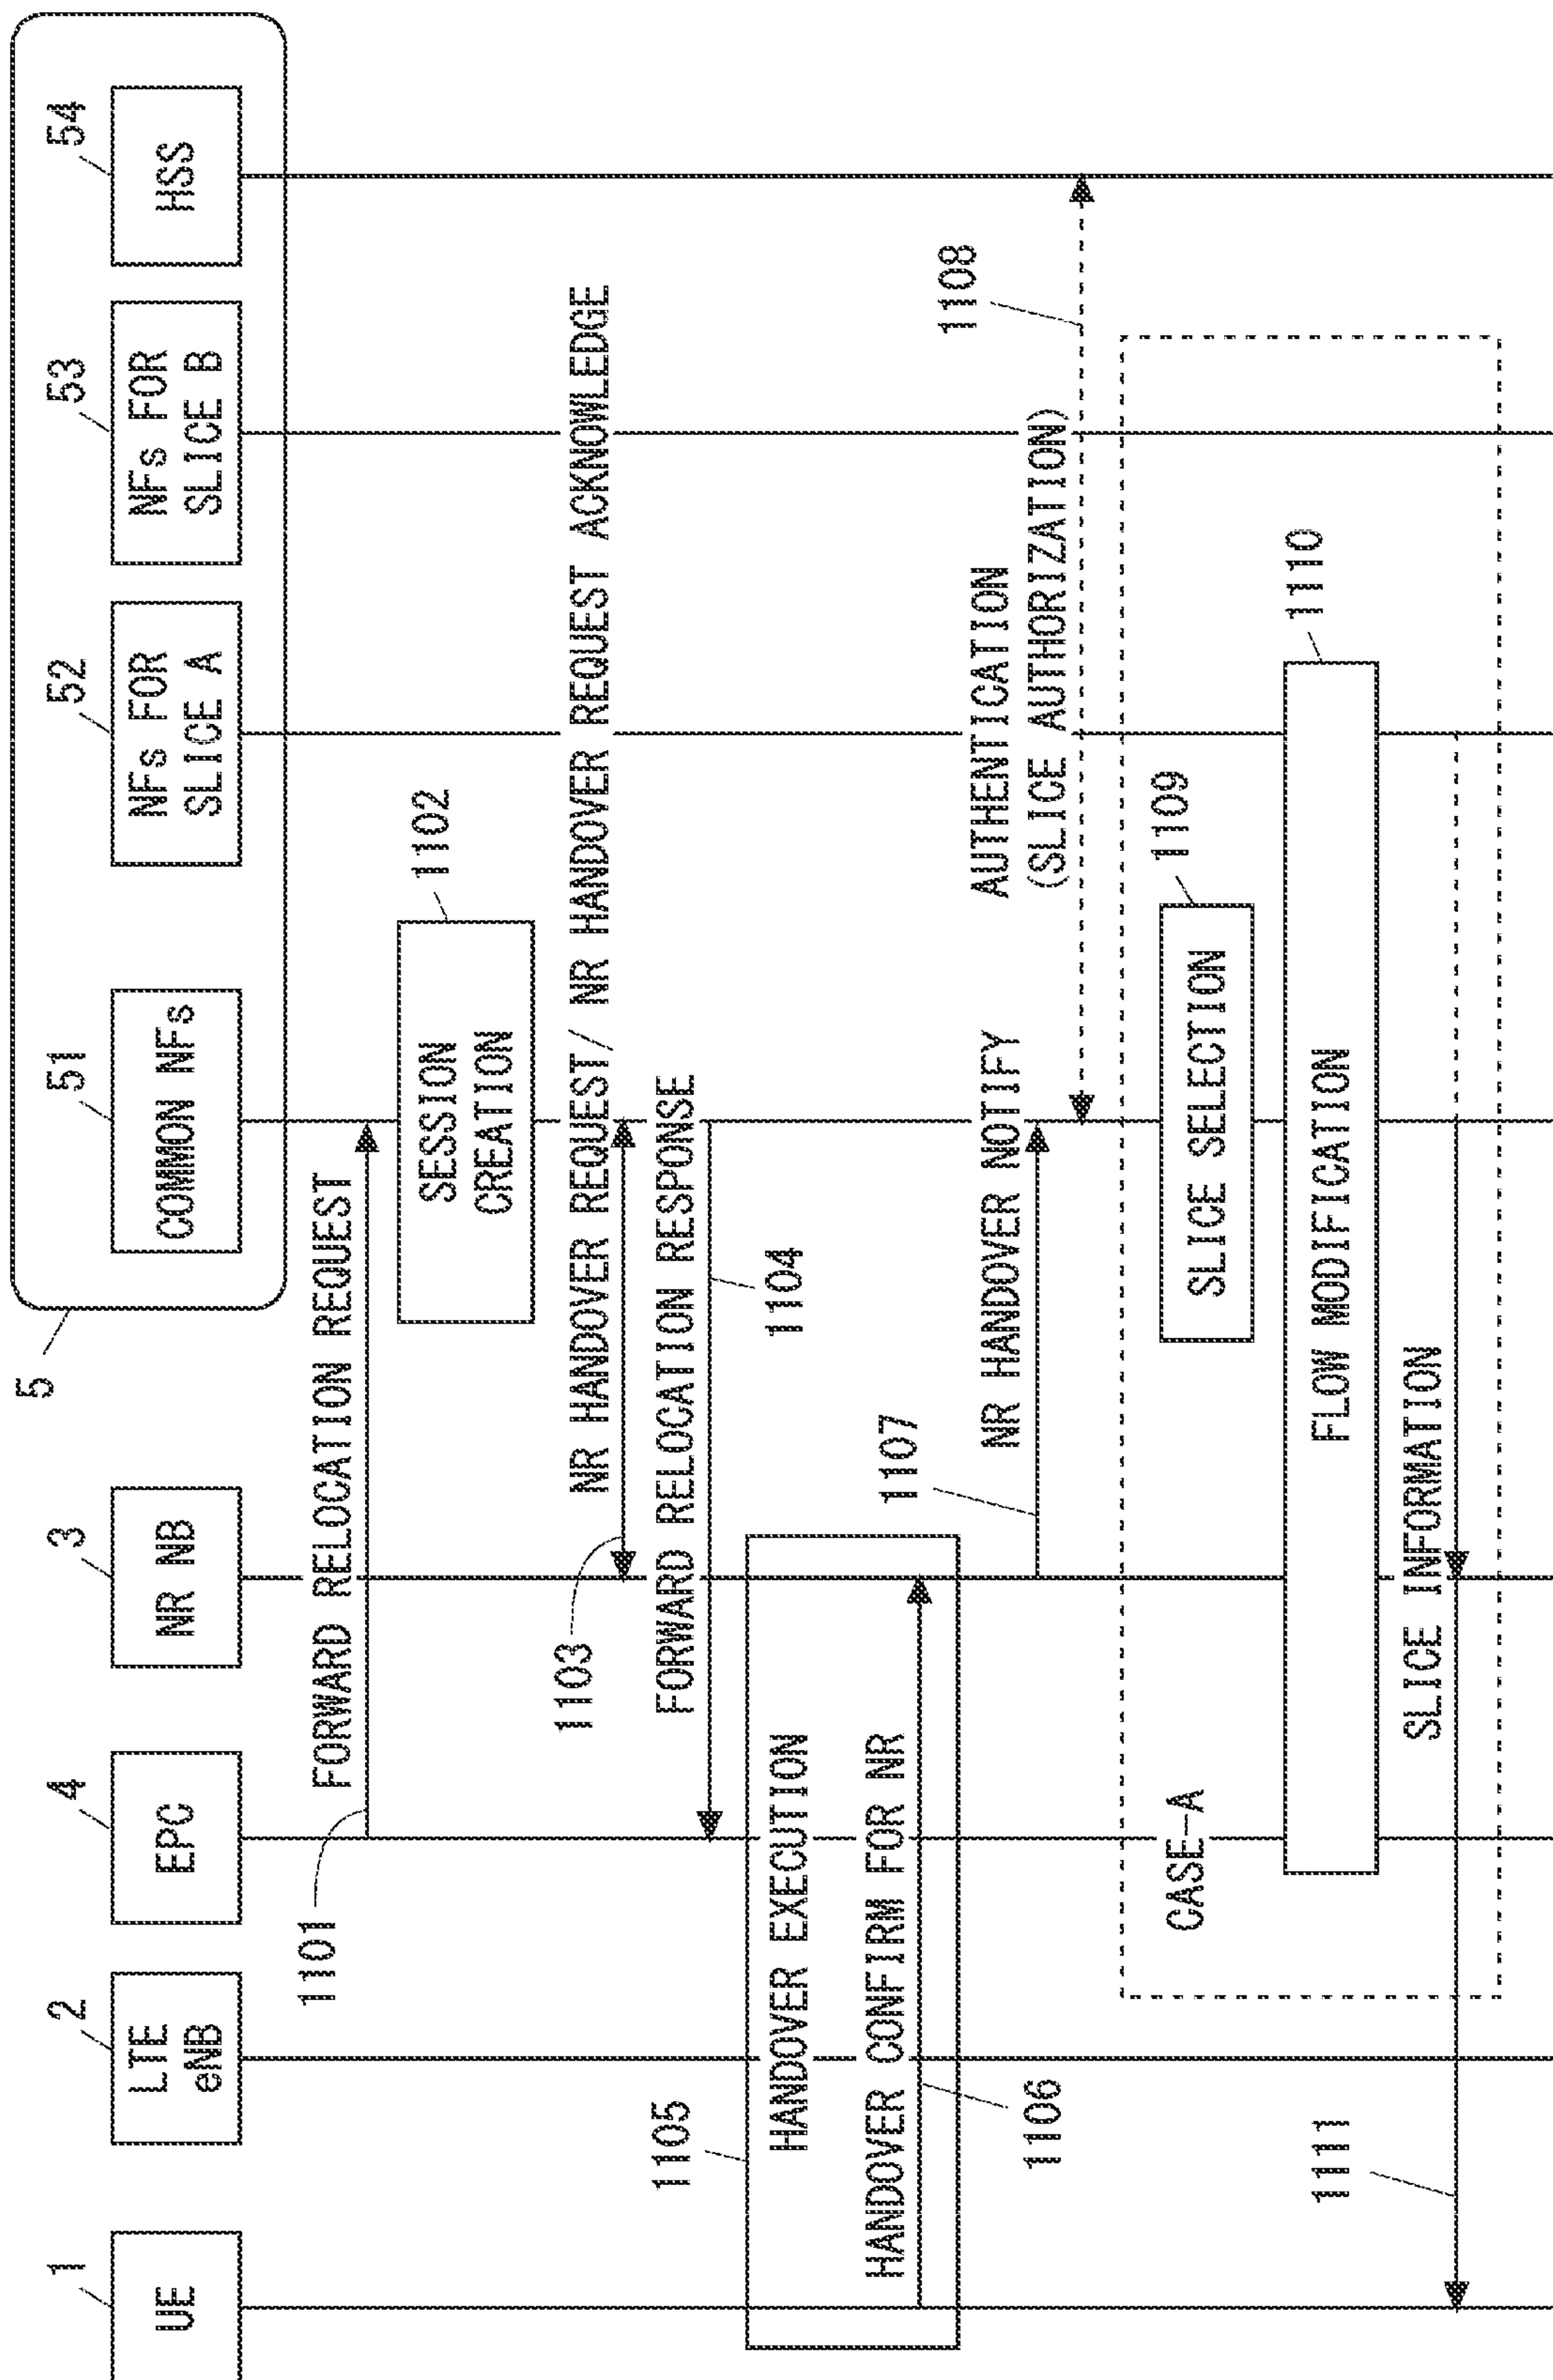 1
UE
2
LTE
eNB
4
EPC
3
NR NB
5
51
COMMON NFs
52
NFs FOR
SLICE A
53
NFs FOR
SLICE B
54
HSS
1101
FORWARD RELOCATION REQUEST
SESSION
CREATION
1102
NR HANDOVER REQUEST/ NR HANDOVER REQUEST ACKNOWLEDGE
1103
FORWARD RELOCATION RESPONSE
1104
1105
HANDOVER EXECUTION
HANDOVER CONFIRM FOR NR
1106
1107
NR HANDOVER NOTIFY
1108
AUTHENTICATION
(SLICE AUTHORIZATION)
CASE-A
SLICE SELECTION
1109
FLOW MODIFICATION
1110
SLICE INFORMATION
1111